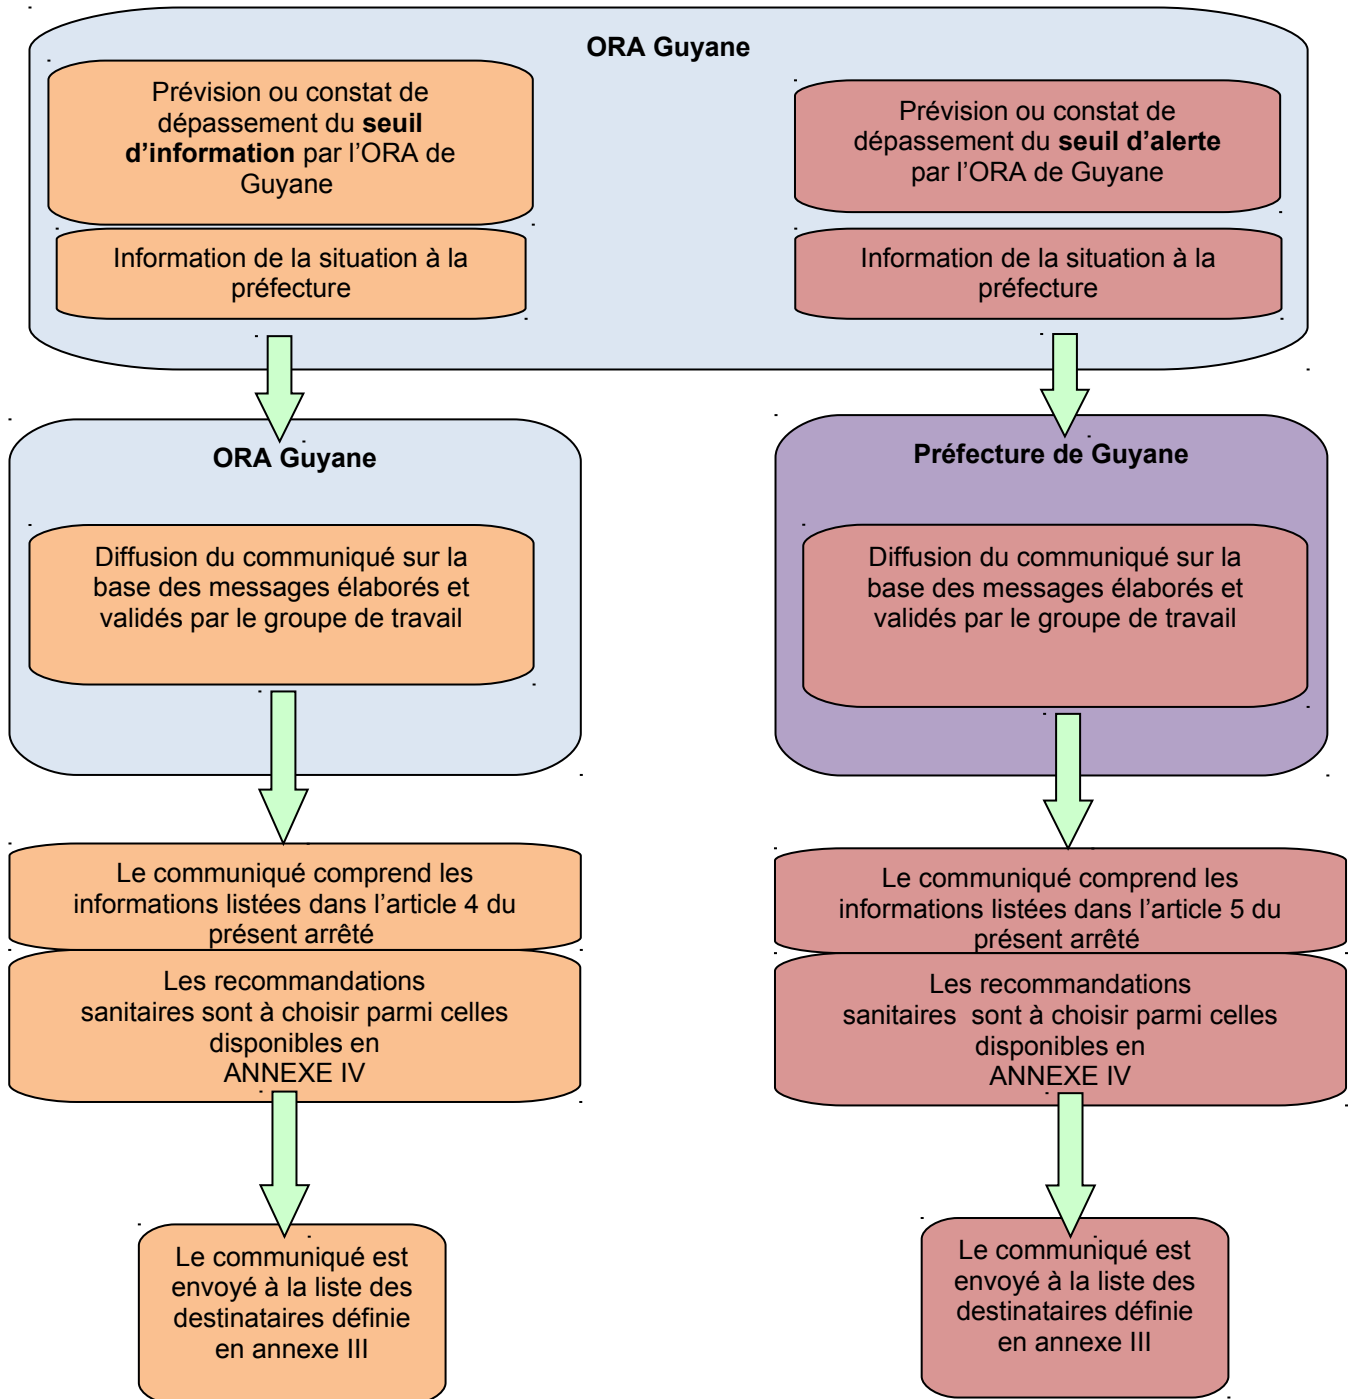 ORA Guyane
Prévision ou constat de
dépassement du seuil
d'information par l'ORA de
Guyane
Information de la situation à la
préfecture
Prévision ou constat de
dépassement du seuil d'alerte
par l'ORA de Guyane
Information de la situation à la
préfecture
ORA Guyane
Diffusion du communiqué sur la
base des messages élaborés et
validés par le groupe de travail
Préfecture de Guyane
Diffusion du communiqué sur la
base des messages élaborés et
validés par le groupe de travail
Le communiqué comprend les
informations listées dans l'article 4 du
présent arrêté
Les recommandations
sanitaires sont à choisir parmi celles
disponibles en
ANNEXE IV
Le communiqué comprend les
informations listées dans l'article 5 du
présent arrêté
Les recommandations
sanitaires  sont à choisir parmi celles
disponibles en
ANNEXE IV
Le communiqué est
envoyé à la liste des
destinataires définie
en annexe III
Le communiqué est
envoyé à la liste des
destinataires définie
en annexe III